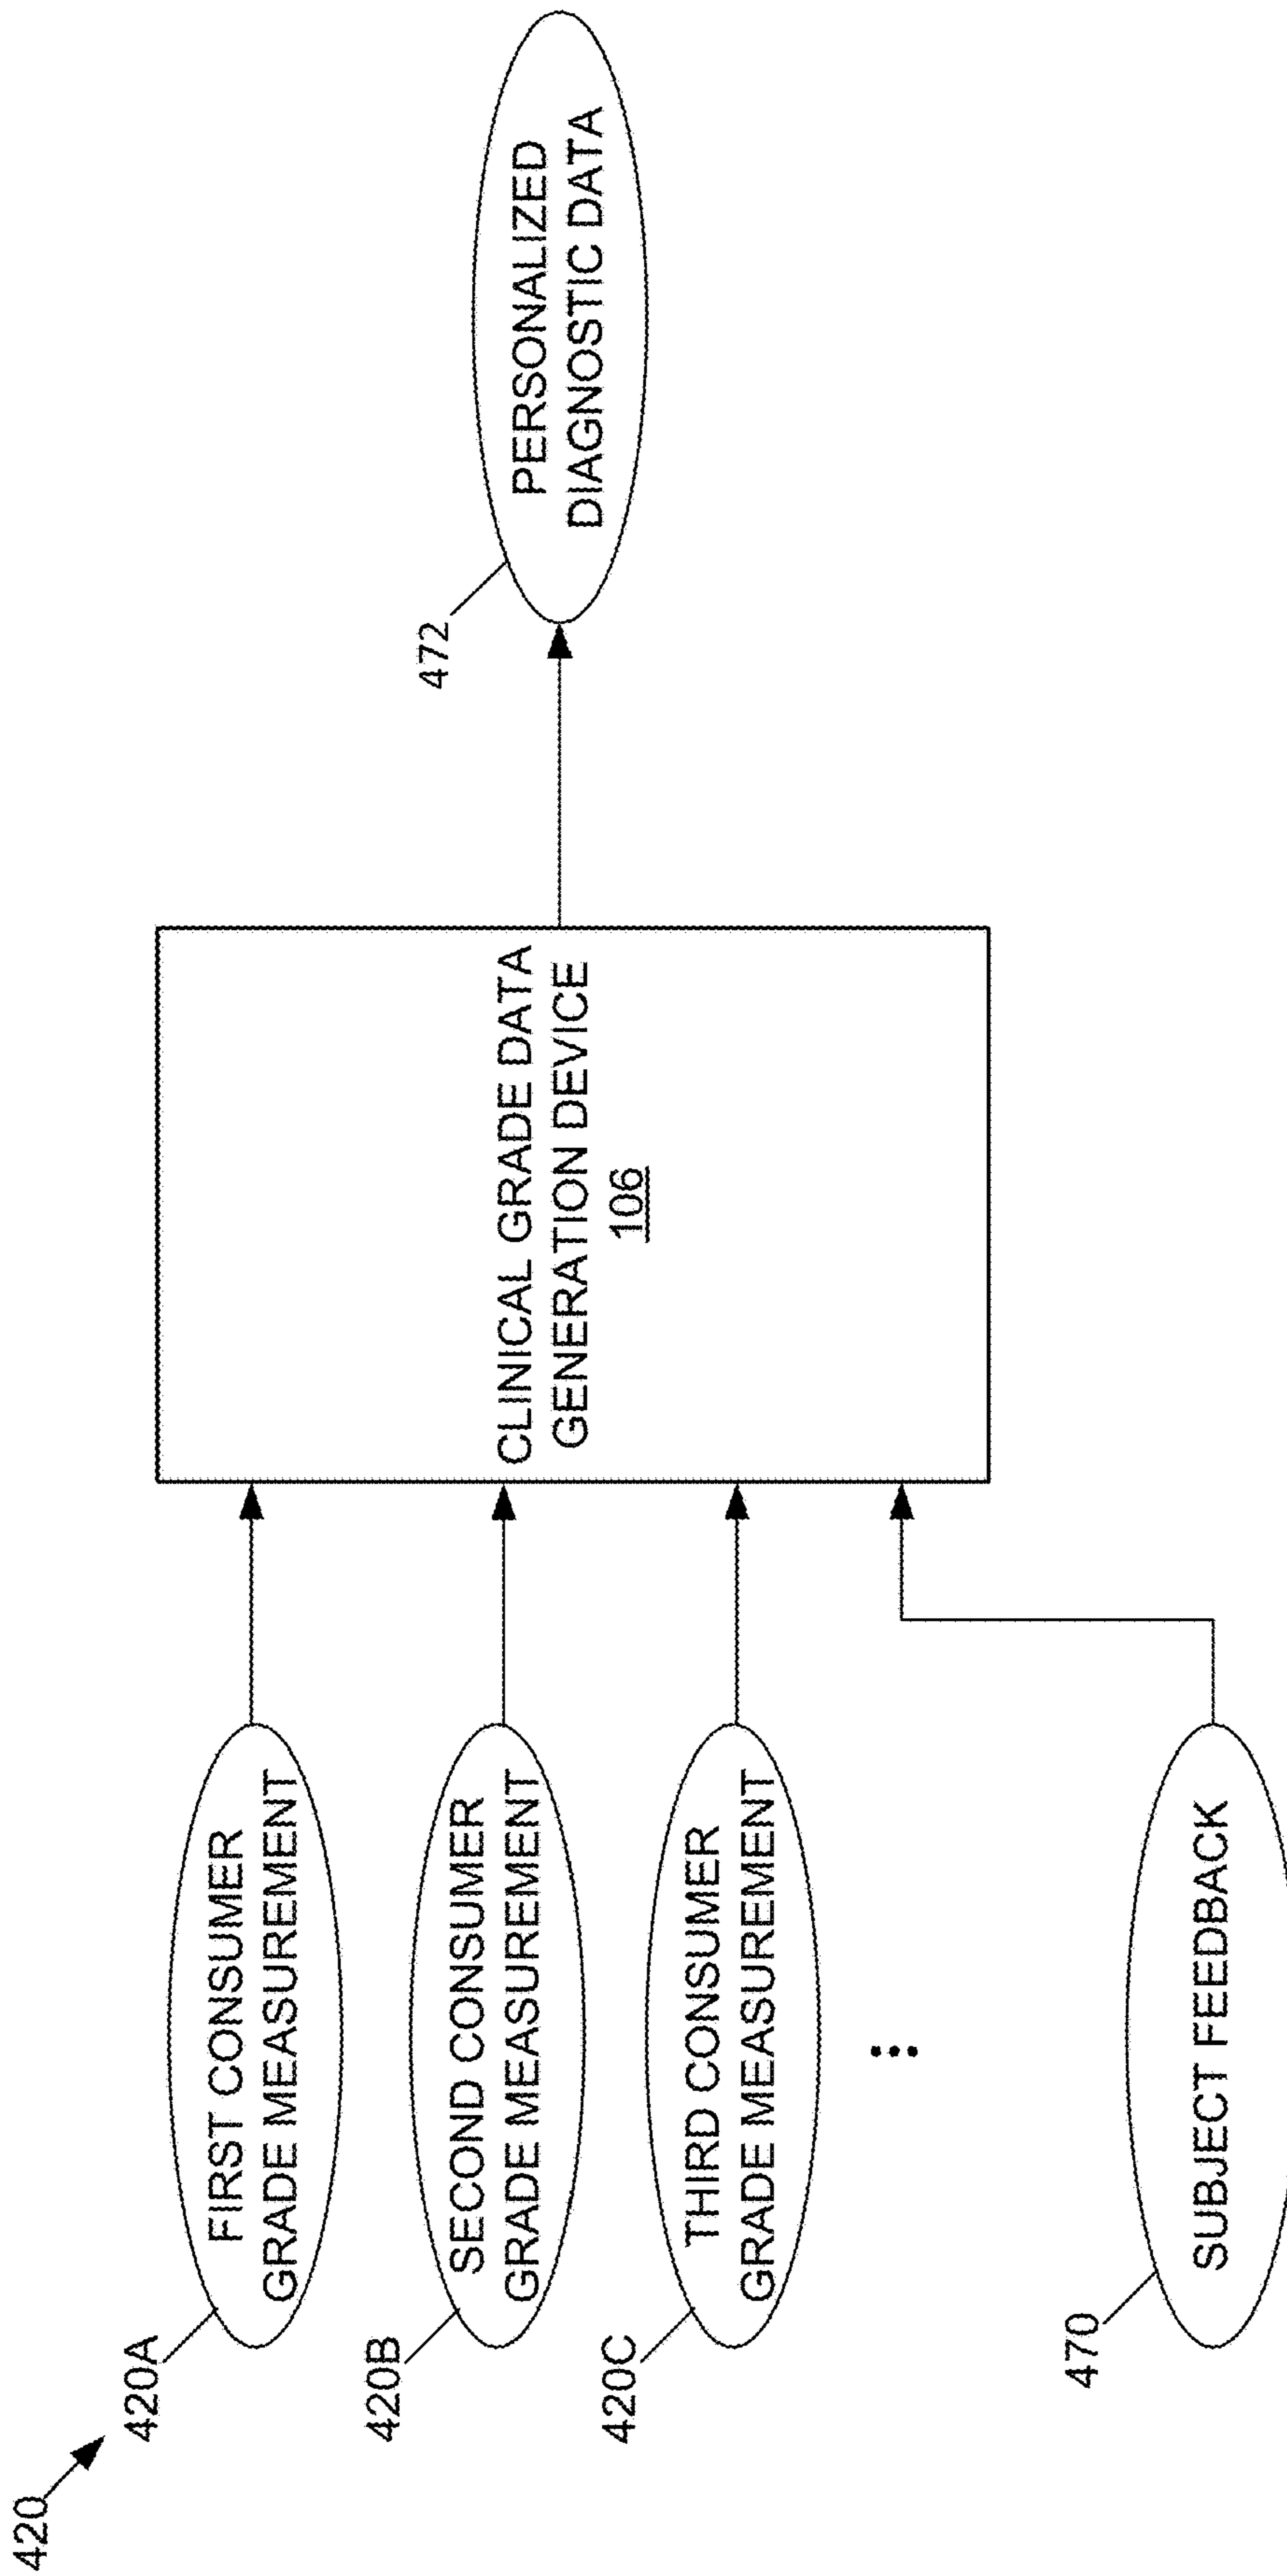 420
420A
FIRST CONSUMER
GRADE MEASUREMENT
420B
SECOND CONSUMER
GRADE MEASUREMENT
420C
THIRD CONSUMER
GRADE MEASUREMENT
...
470
SUBJECT FEEDBACK
CLINICAL GRADE DATA
GENERATION DEVICE
106
472
PERSONALIZED
DIAGNOSTIC DATA